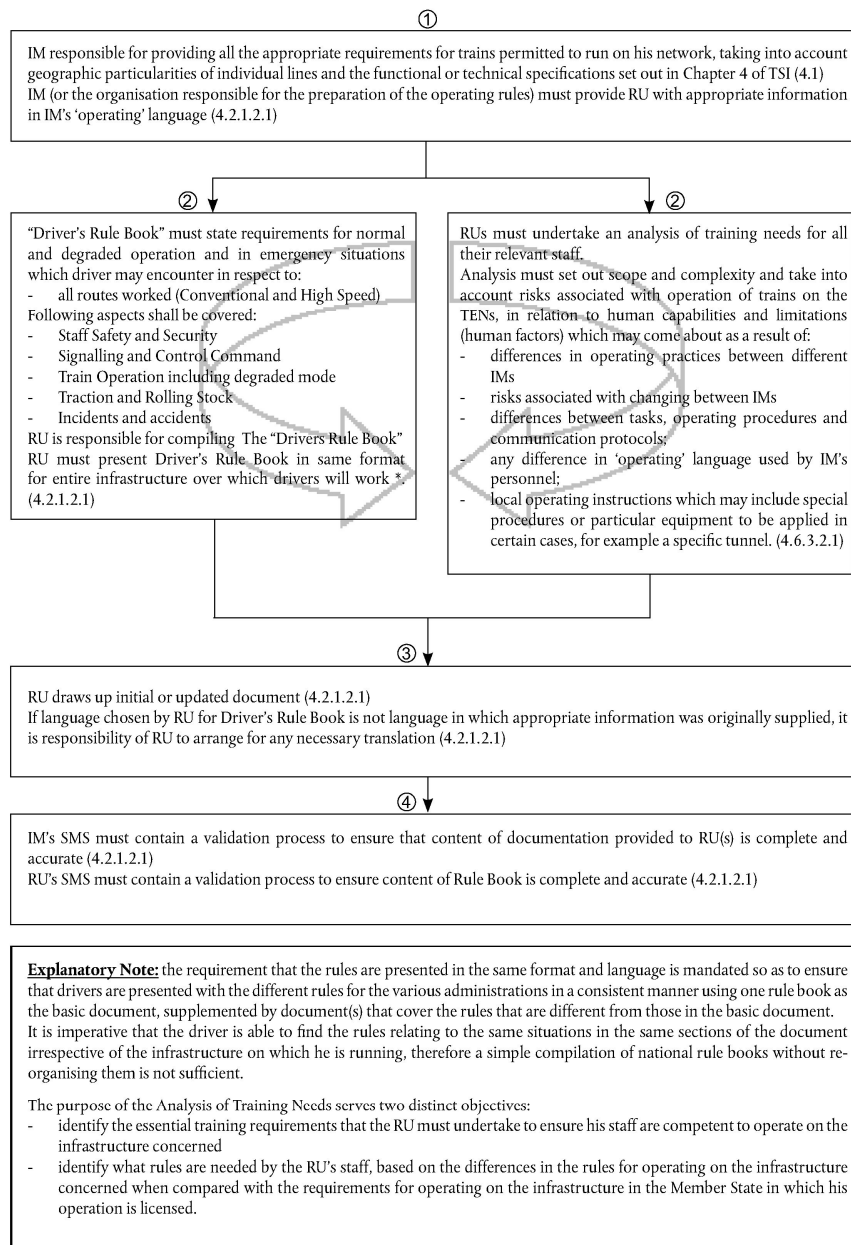 ①
IM responsible for providing all the appropriate requirements for trains permitted to run on his network, taking into account
geographic particularities of individual lines and the functional or technical specifications set out in Chapter 4 of TSI (4.1)
IM (or the organisation responsible for the preparation of the operating rules) must provide RU with appropriate information
in IM's ‘operating’ language (4.2.1.2.1)
②
“Driver's Rule Book” must state requirements for normal
and degraded operation and in emergency situations
which driver may encounter in respect to:
- all routes worked (Conventional and High Speed)
Following aspects shall be covered:
- Staff Safety and Security
- Signalling and Control Command
- Train Operation including degraded mode
- Traction and Rolling Stock
- Incidents and accidents
RU is responsible for compiling The “Drivers Rule Book”
RU must present Driver's Rule Book in same format
for entire infrastructure over which drivers will work *.
(4.2.1.2.1)
②
RUs must undertake an analysis of training needs for all
their relevant staff.
Analysis must set out scope and complexity and take into
account risks associated with operation of trains on the
TENs, in relation to human capabilities and limitations
(human factors) which may come about as a result of:
- differences in operating practices between different
IMs
- risks associated with changing between IMs
- differences between tasks, operating procedures and
communication protocols;
- any difference in ‘operating’ language used by IM's
personnel;
- local operating instructions which may include special
procedures or particular equipment to be applied in
certain cases, for example a specific tunnel. (4.6.3.2.1)
③
RU draws up initial or updated document (4.2.1.2.1)
If language chosen by RU for Driver's Rule Book is not language in which appropriate information was originally supplied, it
is responsibility of RU to arrange for any necessary translation (4.2.1.2.1)
④
IM's SMS must contain a validation process to ensure that content of documentation provided to RU(s) is complete and
accurate (4.2.1.2.1)
RU's SMS must contain a validation process to ensure content of Rule Book is complete and accurate (4.2.1.2.1)
Explanatory Note: the requirement that the rules are presented in the same format and language is mandated so as to ensure
that drivers are presented with the different rules for the various administrations in a consistent manner using one rule book as
the basic document, supplemented by document(s) that cover the rules that are different from those in the basic document.
It is imperative that the driver is able to find the rules relating to the same situations in the same sections of the document
irrespective of the infrastructure on which he is running, therefore a simple compilation of national rule books without re-
organising them is not sufficient.
The purpose of the Analysis of Training Needs serves two distinct objectives:
- identify the essential training requirements that the RU must undertake to ensure his staff are competent to operate on the
infrastructure concerned
- identify what rules are needed by the RU's staff, based on the differences in the rules for operating on the infrastructure
concerned when compared with the requirements for operating on the infrastructure in the Member State in which his
operation is licensed.